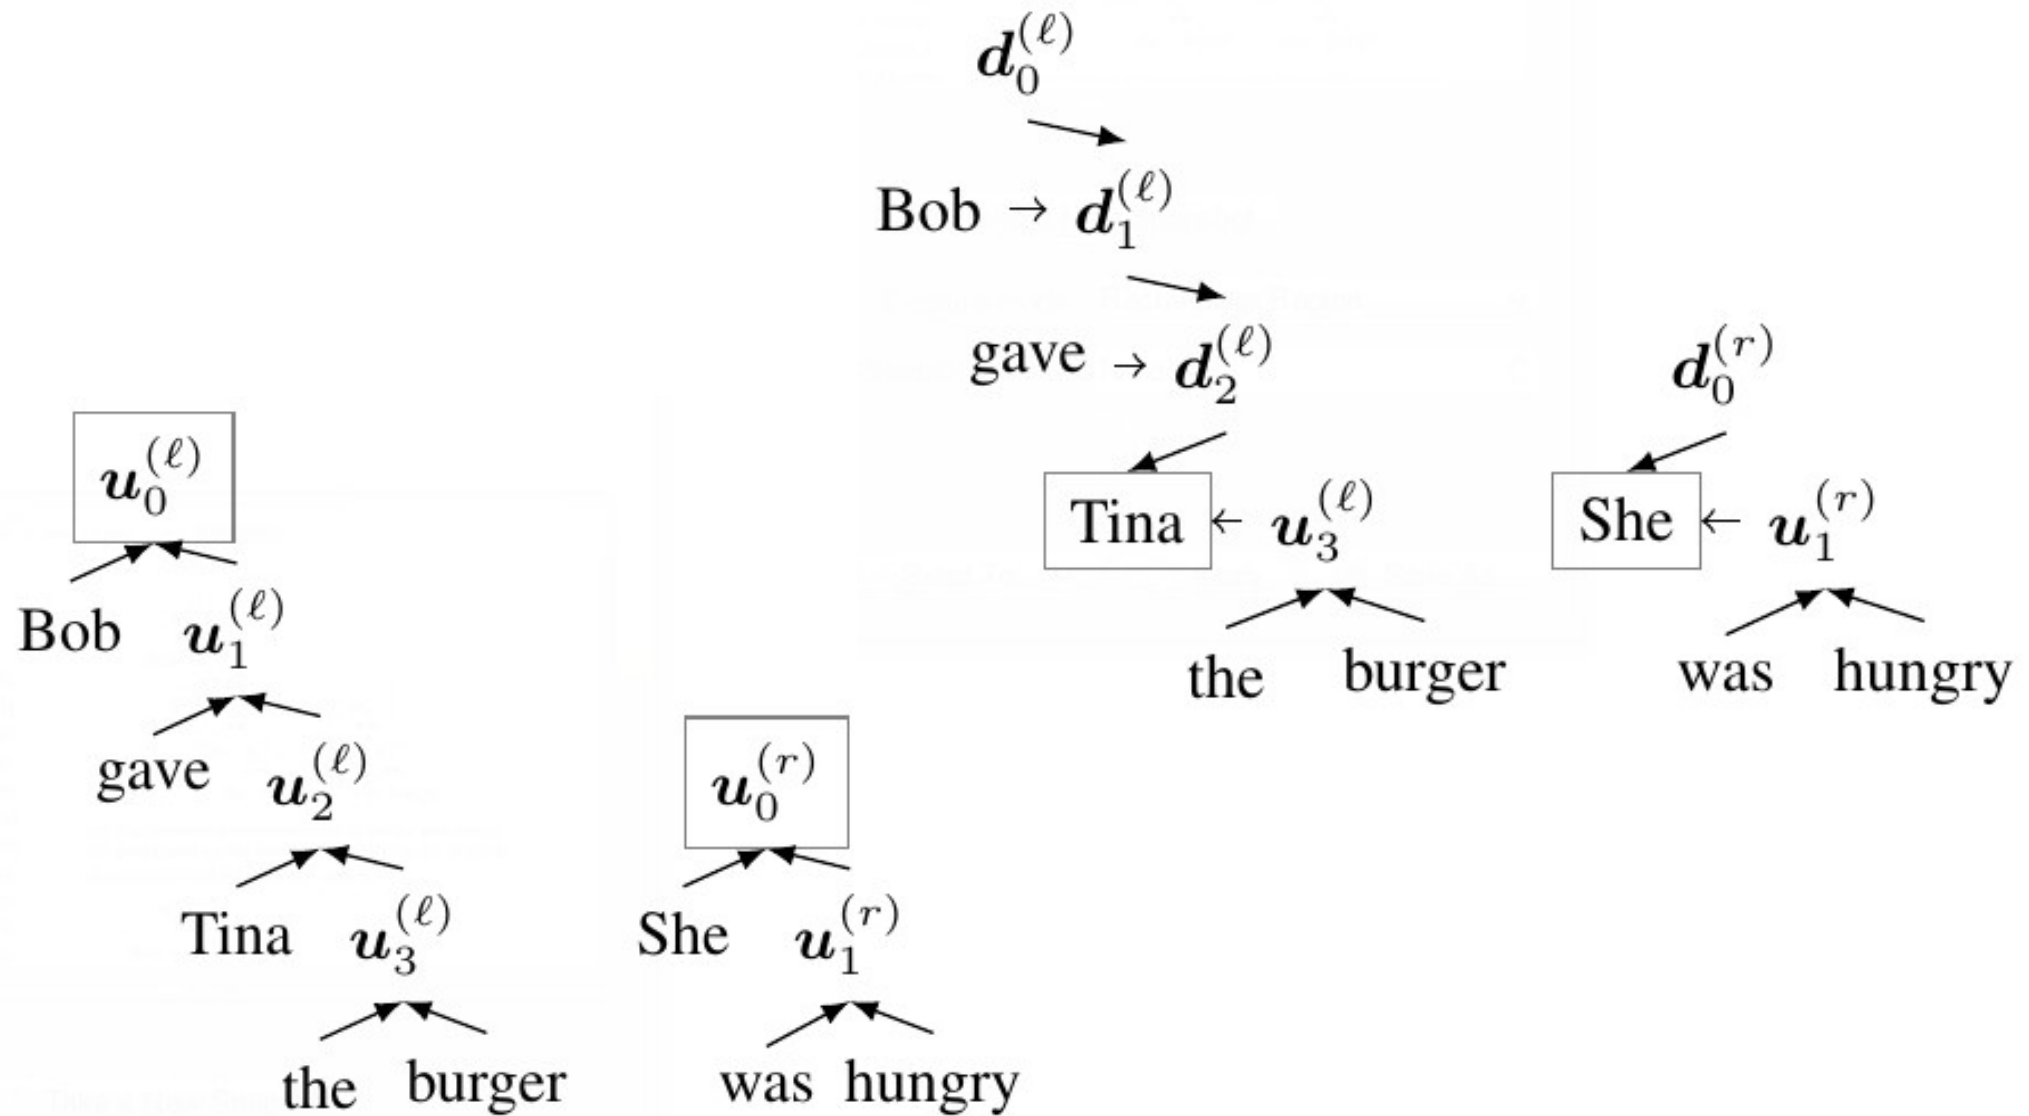 d_0^{(ℓ)}
Bob → d_1^{(ℓ)}
gave → d_2^{(ℓ)}
d_0^{(r)}
Tina ← u_3^{(ℓ)}
She ← u_1^{(r)}
the burger
was hungry
u_0^{(ℓ)}
Bob u_1^{(ℓ)}
gave u_2^{(ℓ)}
Tina u_3^{(ℓ)}
the burger
u_0^{(r)}
She u_1^{(r)}
was hungry